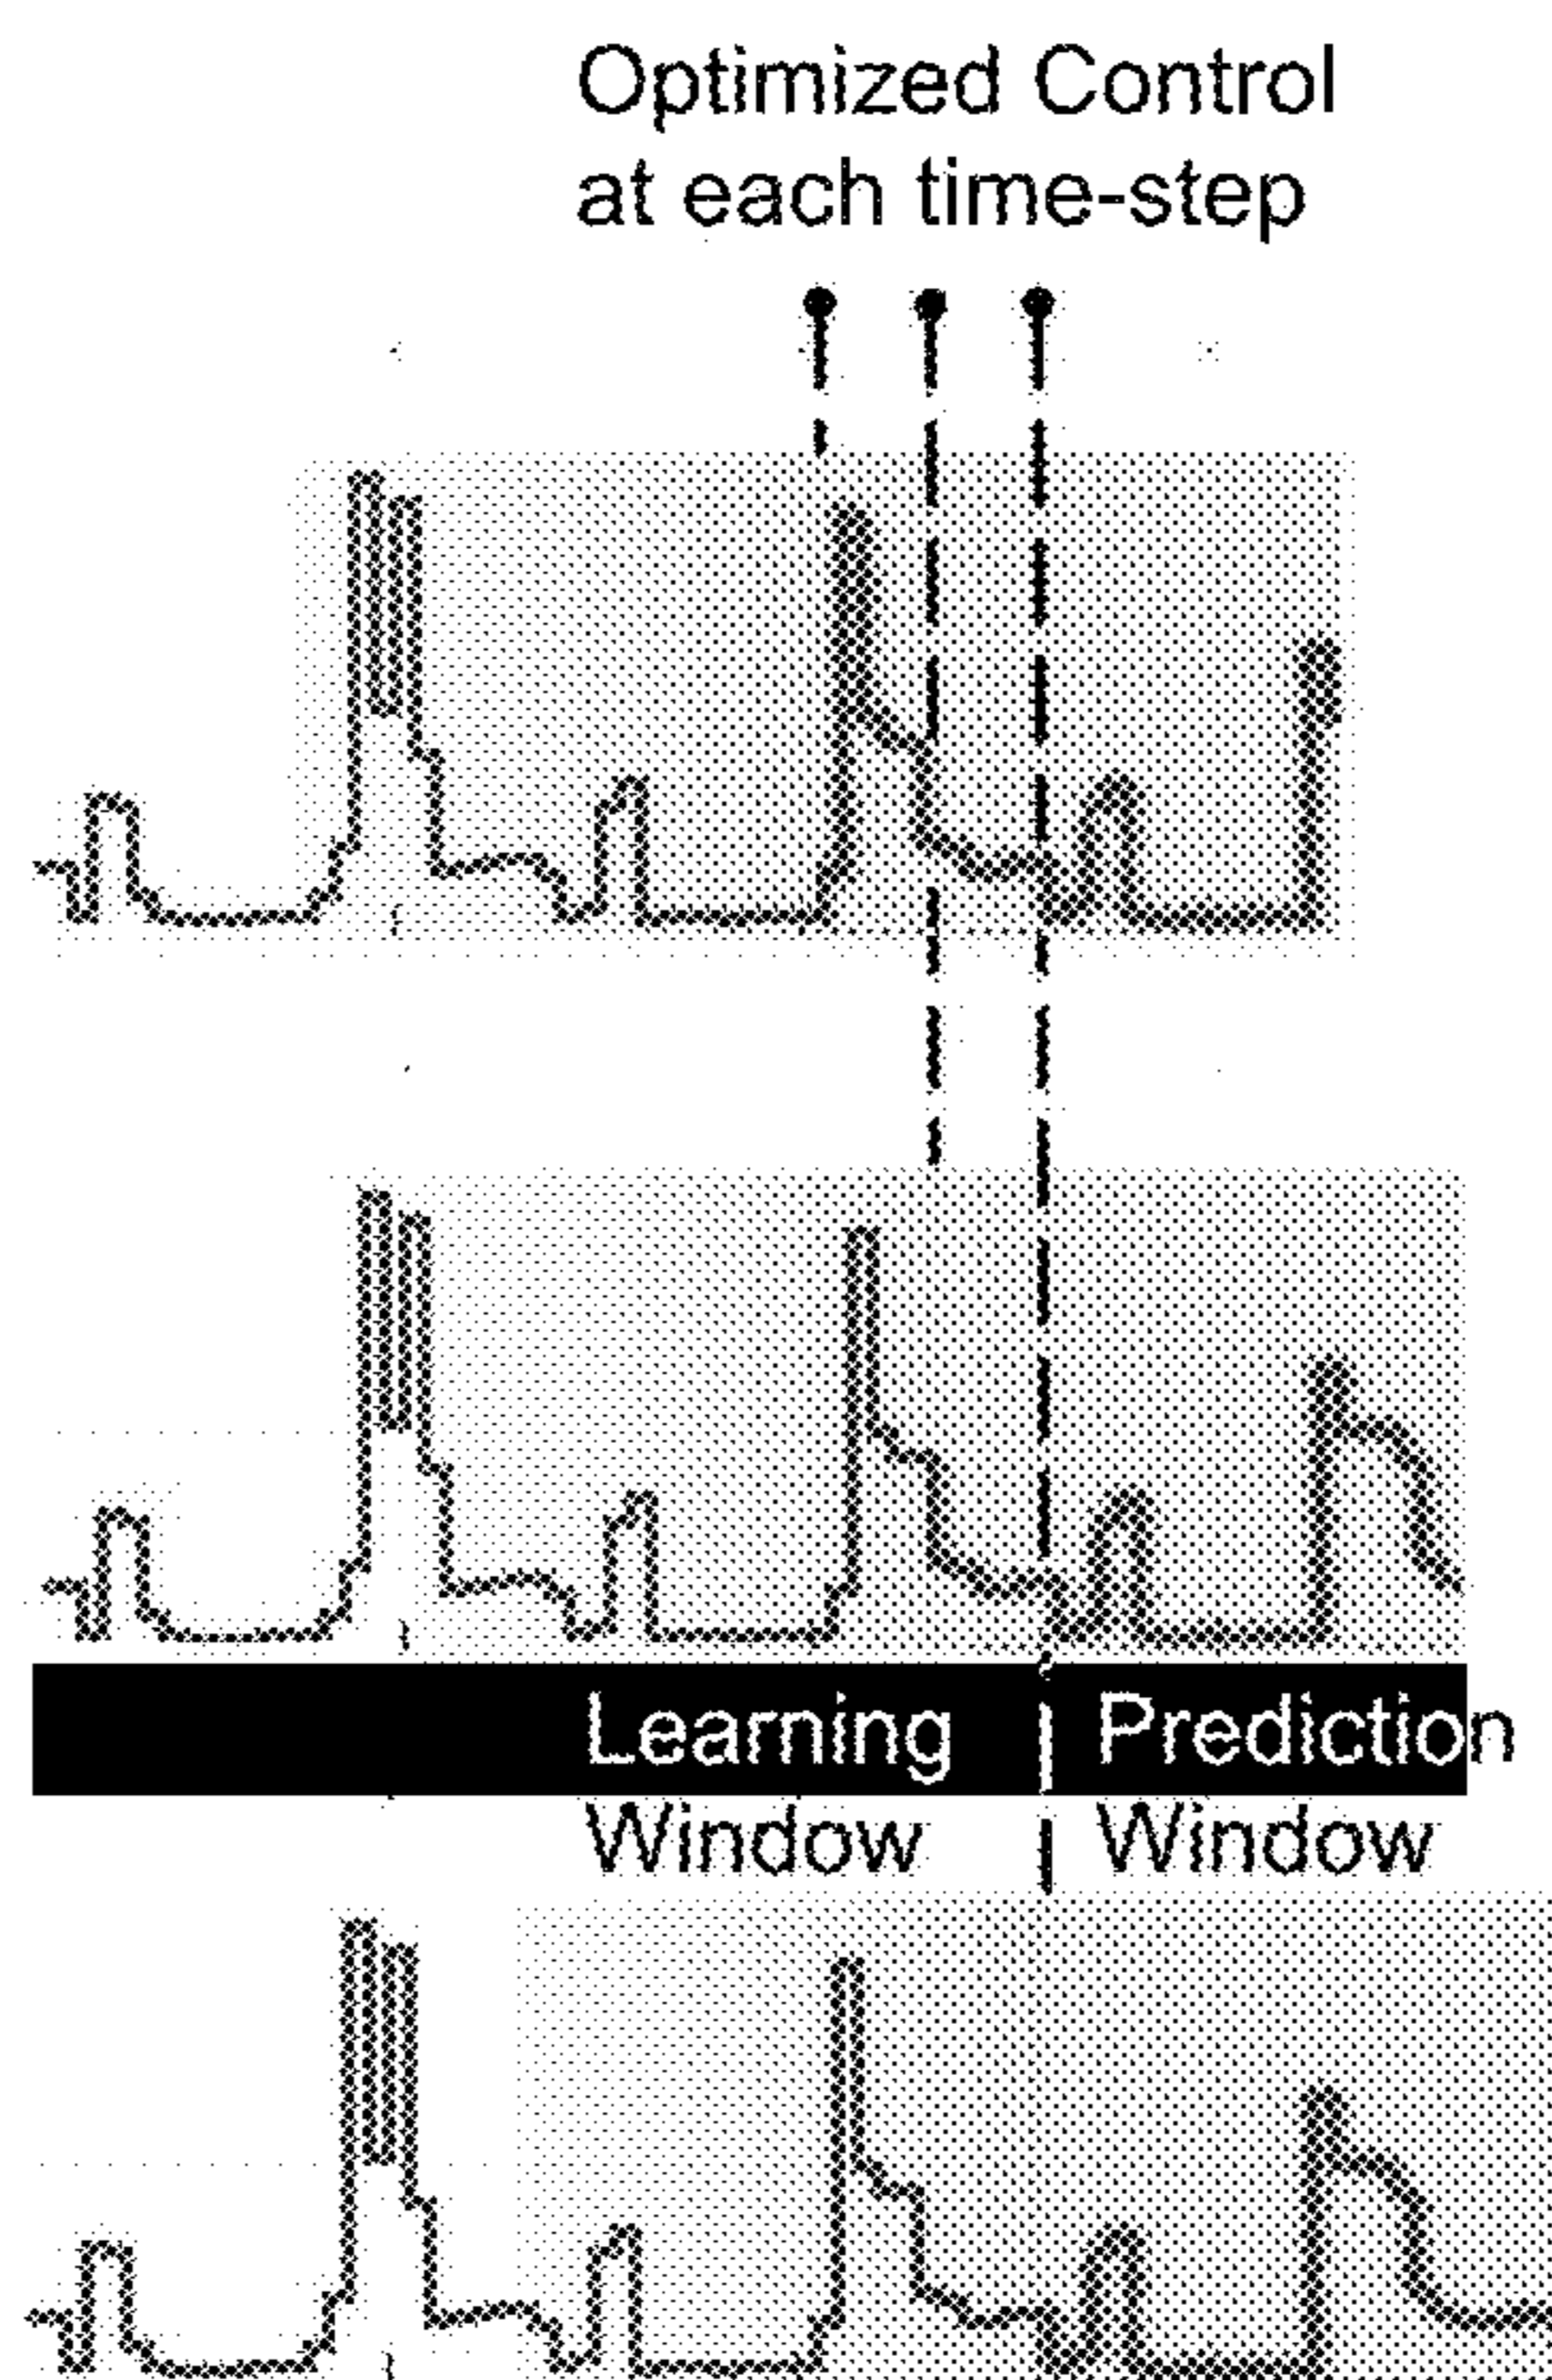 Optimized Control
at each time-step
Learning Prediction
Window Window